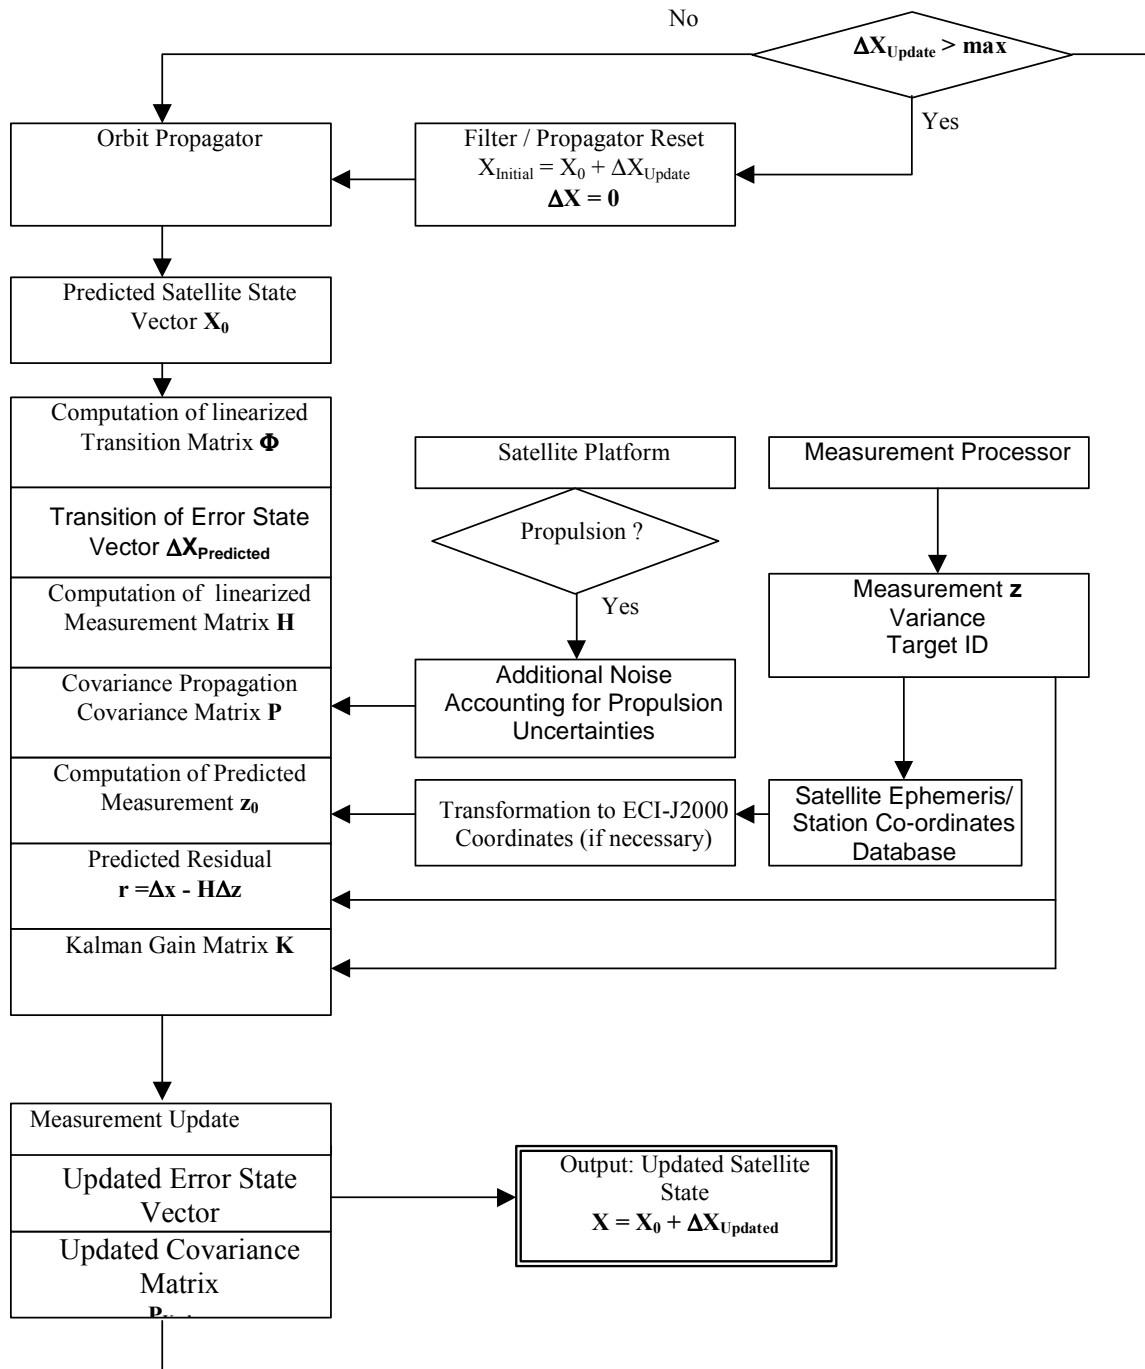 No
ΔX_Update > max
Yes
Orbit Propagator
Filter / Propagator Reset
X_Initial = X_0 + ΔX_Update
ΔX = 0
Predicted Satellite State
Vector X_0
Computation of linearized
Transition Matrix Φ
Transition of Error State
Vector ΔX_Predicted
Computation of linearized
Measurement Matrix H
Covariance Propagation
Covariance Matrix P
Computation of Predicted
Measurement z_0
Predicted Residual
r =Δx - HΔz
Kalman Gain Matrix K
Satellite Platform
Propulsion ?
Yes
Additional Noise
Accounting for Propulsion
Uncertainties
Transformation to ECI-J2000
Coordinates (if necessary)
Measurement Processor
Measurement z
Variance
Target ID
Satellite Ephemeris/
Station Co-ordinates
Database
Measurement Update
Updated Error State
Vector
Updated Covariance
Matrix
Output: Updated Satellite
State
X = X_0 + ΔX_Updated